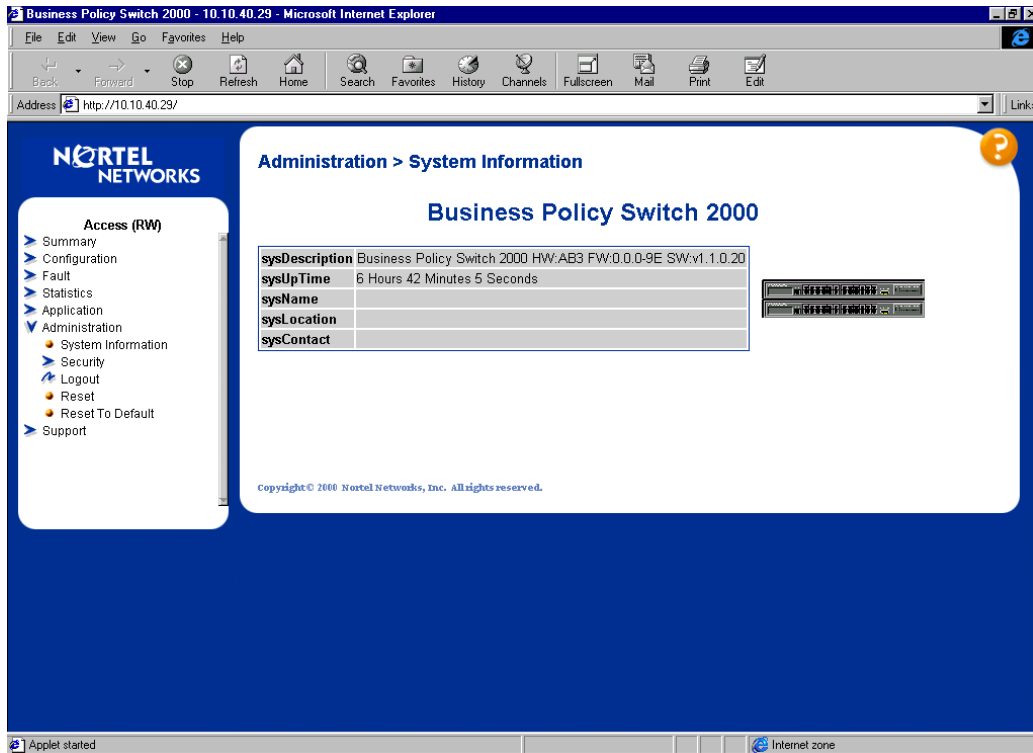 Business Policy Switch 2000 - 10.10.40.29 - Microsoft Internet Explorer
File Edit View Go Favorites Help
Back Forward Stop Refresh Home Search Favorites History Channels Fullscreen Mail Print Edit
Address http://10.10.40.29/
NORTEL
NETWORKS
Access (RW)
Summary
Configuration
Fault
Statistics
Application
Administration
System Information
Security
Logout
Reset
Reset To Default
Support
Administration > System Information
?
Business Policy Switch 2000
sysDescription Business Policy Switch 2000 HW:AB3 FW:0.0.0-9E SW:v1.1.0.20
sysUpTime 6 Hours 42 Minutes 5 Seconds
sysName
sysLocation
sysContact
Copyright© 2000 Nortel Networks, Inc. All rights reserved.
Applet started
Internet zone